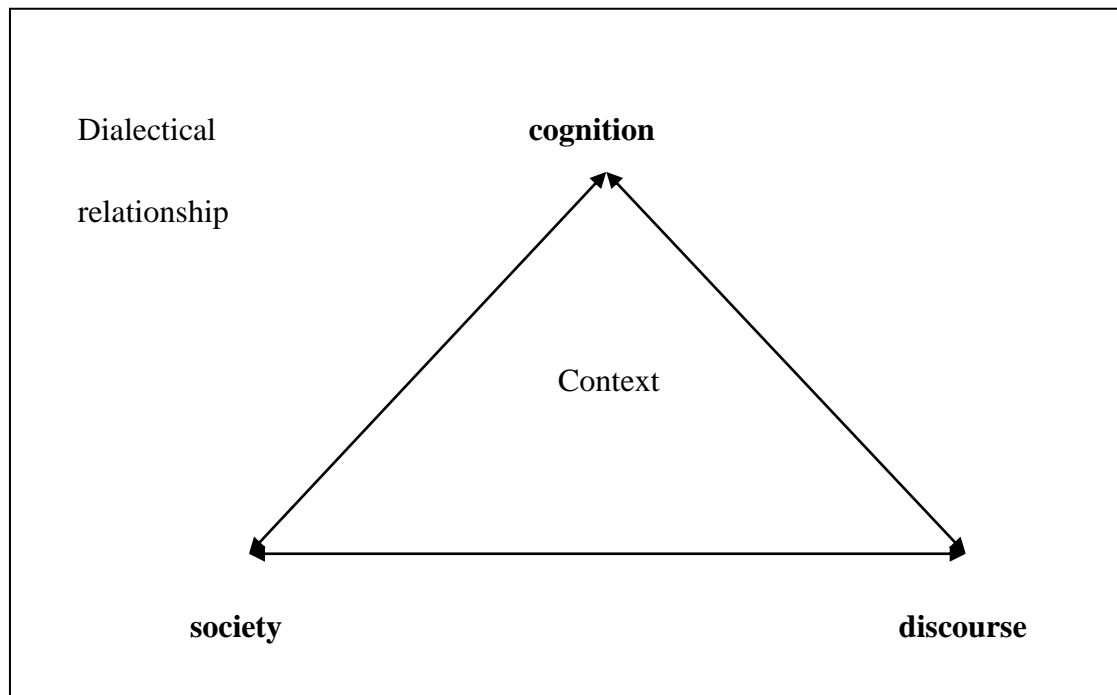 Dialectical
relationship
cognition
Context
society
discourse